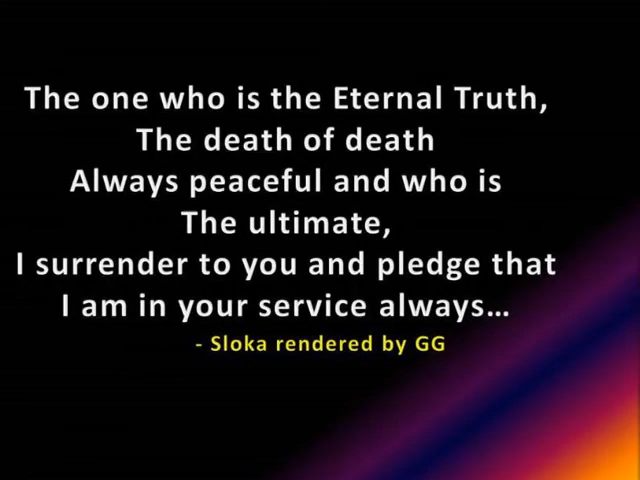 The one who is the Eternal Truth,
The death of death
Always peaceful and who is
The ultimate,
I surrender to you and pledge that
I am in your service always…
- Sloka rendered by GG